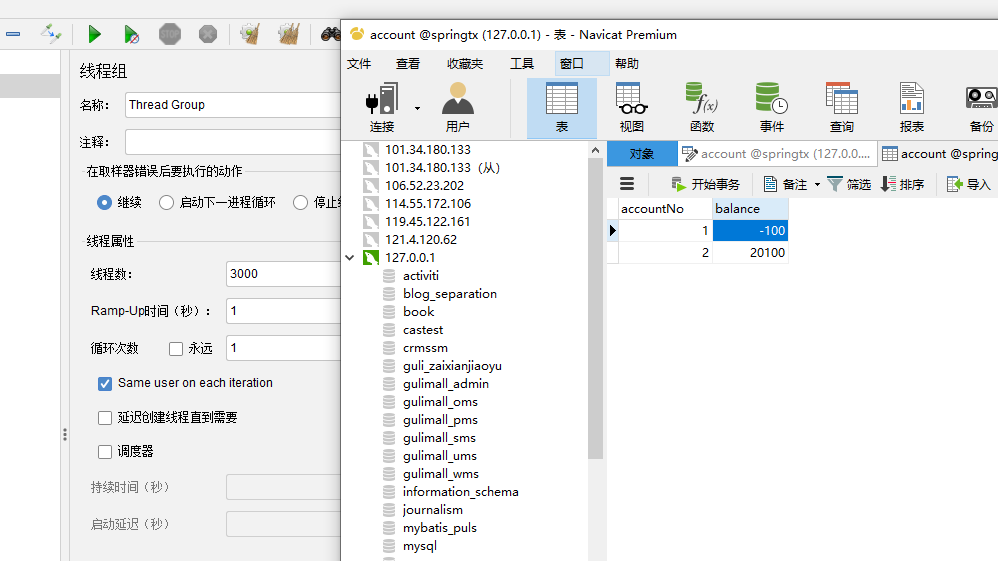 线程组
名称： Thread Group
注释：
在取样器错误后要执行的动作
继续 启动下一进程循环 停止
线程属性
线程数： 3000
Ramp-Up时间（秒）： 1
循环次数 永远 1
Same user on each iteration
延迟创建线程直到需要
调度器
持续时间（秒）
启动延迟（秒）
STOP
account @springtx (127.0.0.1) - 表 - Navicat Premium
文件 查看 收藏夹 工具 窗口 帮助
连接 用户 表 视图 函数 事件 查询 报表 备份
f(x)
101.34.180.133
101.34.180.133（从）
106.52.23.202
114.55.172.106
119.45.122.161
121.4.120.62
127.0.0.1
activiti
blog_separation
book
castest
crmssm
guli_zaixianjiaoyu
gulimall_admin
gulimall_oms
gulimall_pms
gulimall_sms
gulimall_ums
gulimall_wms
information_schema
journalism
mybatis_puls
mysql
对象 account @springtx (127.0.... account @spring
开始事务 备注 筛选 排序 导入
accountNo balance
1 -100
2 20100